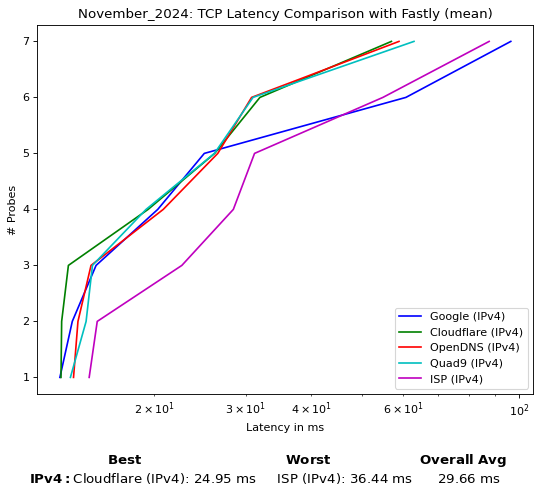 November_2024: TCP Latency Comparison with Fastly (mean)
7
6
5
4
3
2
1
# Probes
2 × 10¹
3 × 10¹
4 × 10¹
6 × 10¹
10²
Latency in ms
Google (IPv4)
Cloudflare (IPv4)
OpenDNS (IPv4)
Quad9 (IPv4)
ISP (IPv4)
Best Worst Overall Avg
IPv4: Cloudflare (IPv4): 24.95 ms ISP (IPv4): 36.44 ms 29.66 ms